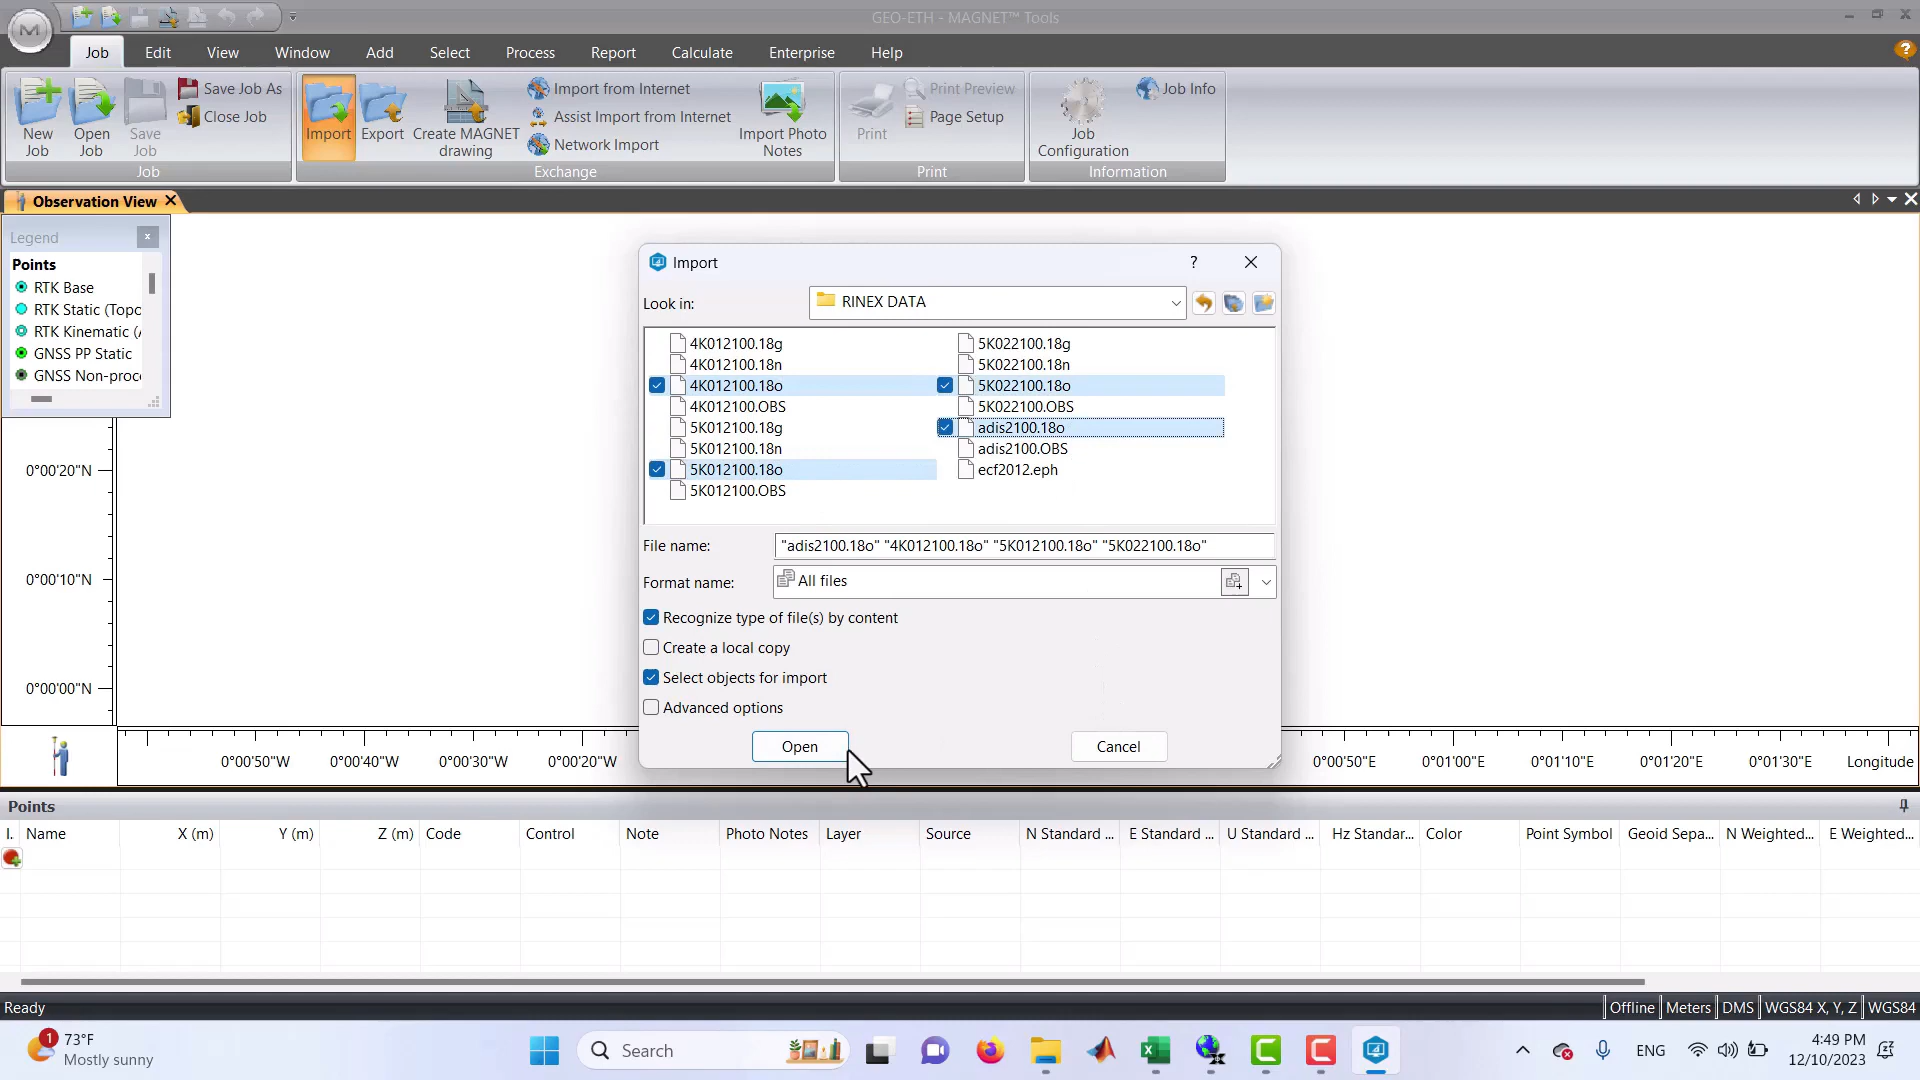 GEO-ETH - MAGNET™ Tools
Job Edit View Window Add Select Process Report Calculate Enterprise Help
New Job
Open Job
Save Job
Save Job As
Close Job
Job
Import
Export
Create MAGNET drawing
Import from Internet
Assist Import from Internet
Network Import
Import Photo Notes
Exchange
Print
Print Preview
Page Setup
Print
Job Configuration
Job Info
Information
Observation View
Legend
Points
RTK Base
RTK Static (Topc
RTK Kinematic (
GNSS PP Static
GNSS Non-proc
0°00'20"N
0°00'10"N
0°00'00"N
Import
?
Look in:
RINEX DATA
4K012100.18g
4K012100.18n
4K012100.18o
4K012100.OBS
5K012100.18g
5K012100.18n
5K012100.18o
5K012100.OBS
5K022100.18g
5K022100.18n
5K022100.18o
5K022100.OBS
adis2100.18o
adis2100.OBS
ecf2012.eph
File name:
"adis2100.18o" "4K012100.18o" "5K012100.18o" "5K022100.18o"
Format name:
All files
Recognize type of file(s) by content
Create a local copy
Select objects for import
Advanced options
Open
Cancel
0°00'50"W 0°00'40"W 0°00'30"W 0°00'20"W 0°00'50"E 0°01'00"E 0°01'10"E 0°01'20"E 0°01'30"E Longitude
Points
I. Name X (m) Y (m) Z (m) Code Control Note Photo Notes Layer Source N Standard ... E Standard ... U Standard ... Hz Standar... Color Point Symbol Geoid Sepa... N Weighted... E Weighted...
Ready
Offline Meters DMS WGS84 X, Y, Z WGS84
1
73°F
Mostly sunny
Search
ENG
4:49 PM
12/10/2023